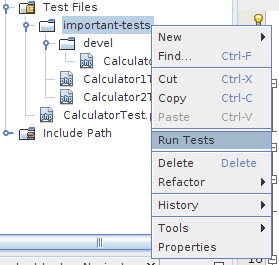 Test Files
important-tests
devel
Calculato
Calculator1T
Calculator2T
CalculatorTest.p
Include Path
New
Find... Ctrl-F
Cut Ctrl-X
Copy Ctrl-C
Paste Ctrl-V
Run Tests
Delete Delete
Refactor
History
Tools
Properties